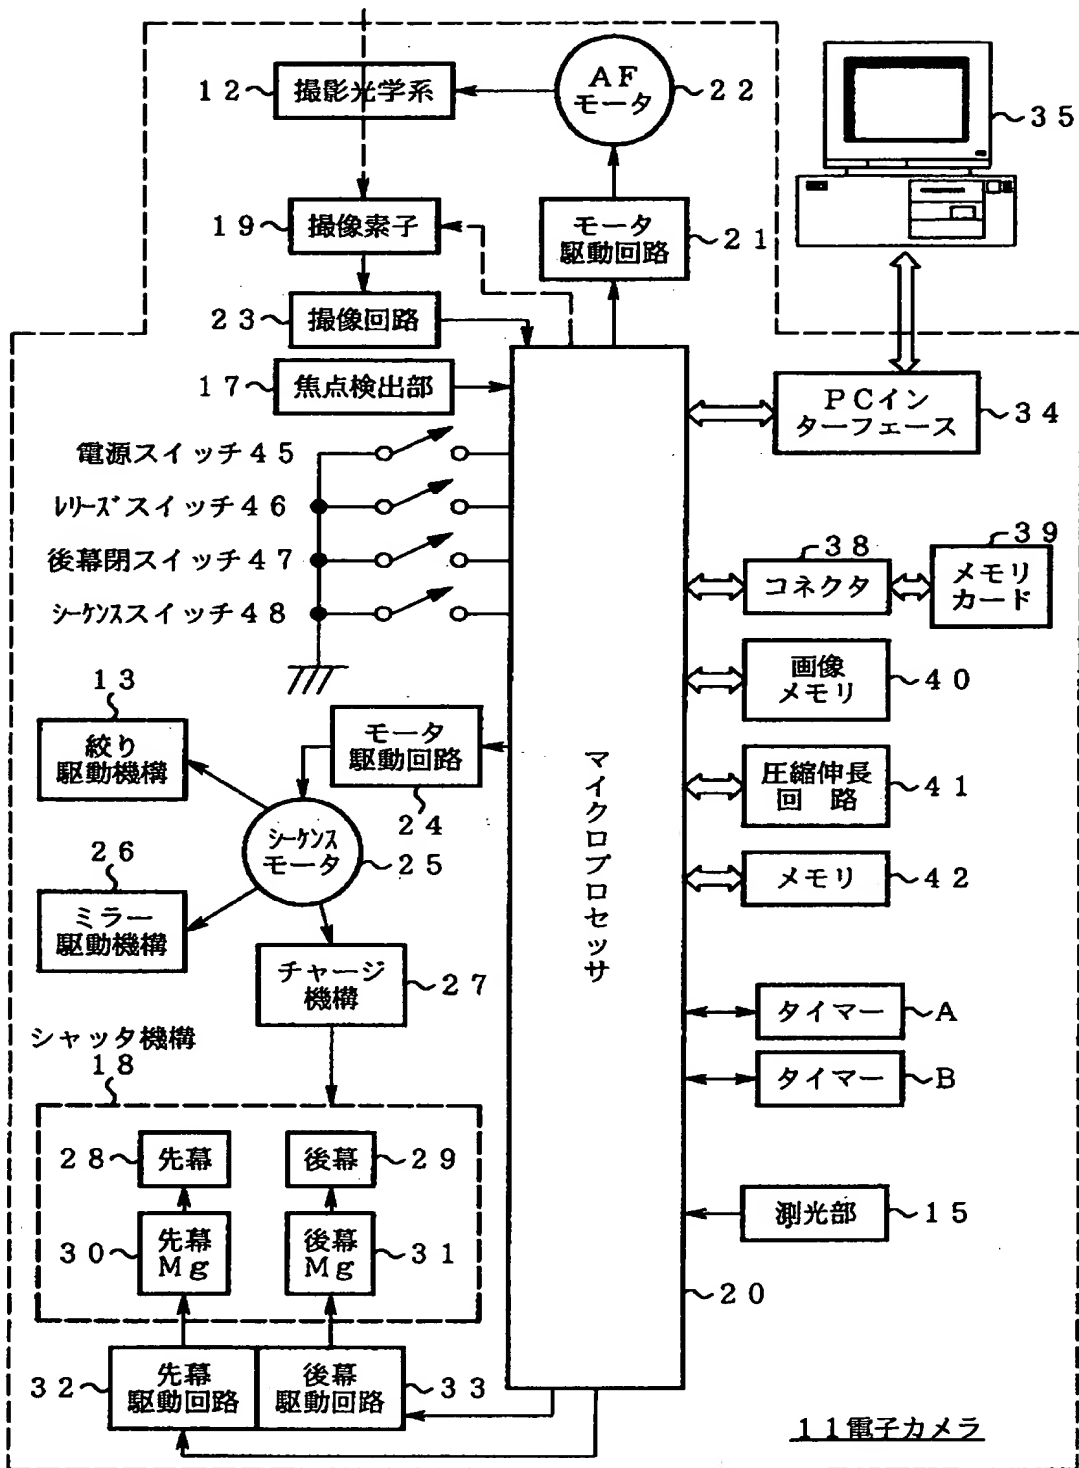 12
撮影光学系
AF
モータ
22
35
19
撮像素子
モータ
駆動回路
21
23
撮像回路
17
焦点検出部
PCイン
ターフェース
34
電源スイッチ45
ﾚﾘｰｽﾞスイッチ46
後幕閉スイッチ47
ｼｰｹﾝｽスイッチ48
38
コネクタ
39
メモリ
カード
画像
メモリ
40
13
絞り
駆動機構
モータ
駆動回路
24
マイクロプロセッサ
圧縮伸長
回 路
41
ｼｰｹﾝｽ
モータ
25
26
ミラー
駆動機構
メモリ
42
チャージ
機構
27
タイマー
A
タイマー
B
シャッタ機構
18
28
先幕
後幕
29
30
先幕
Mg
後幕
Mg
31
測光部
15
20
32
先幕
駆動回路
後幕
駆動回路
33
11電子カメラ